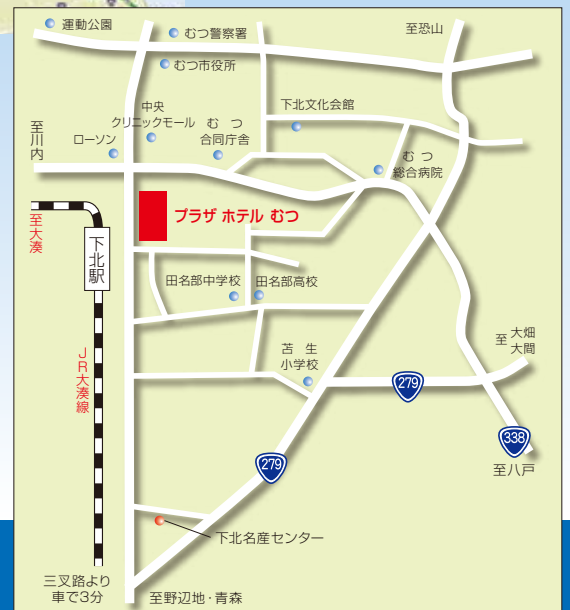 運動公園
むつ警察署
至恐山
むつ市役所
中央
クリニックモール
むつ
合同庁舎
下北文化会館
至川内
ローソン
むつ
総合病院
プラザ ホテル むつ
至大湊
下北駅
田名部中学校
田名部高校
JR大湊線
苫生
小学校
至 大畑
大間
279
338
279
至八戸
下北名産センター
三叉路より
車で3分
至野辺地・青森